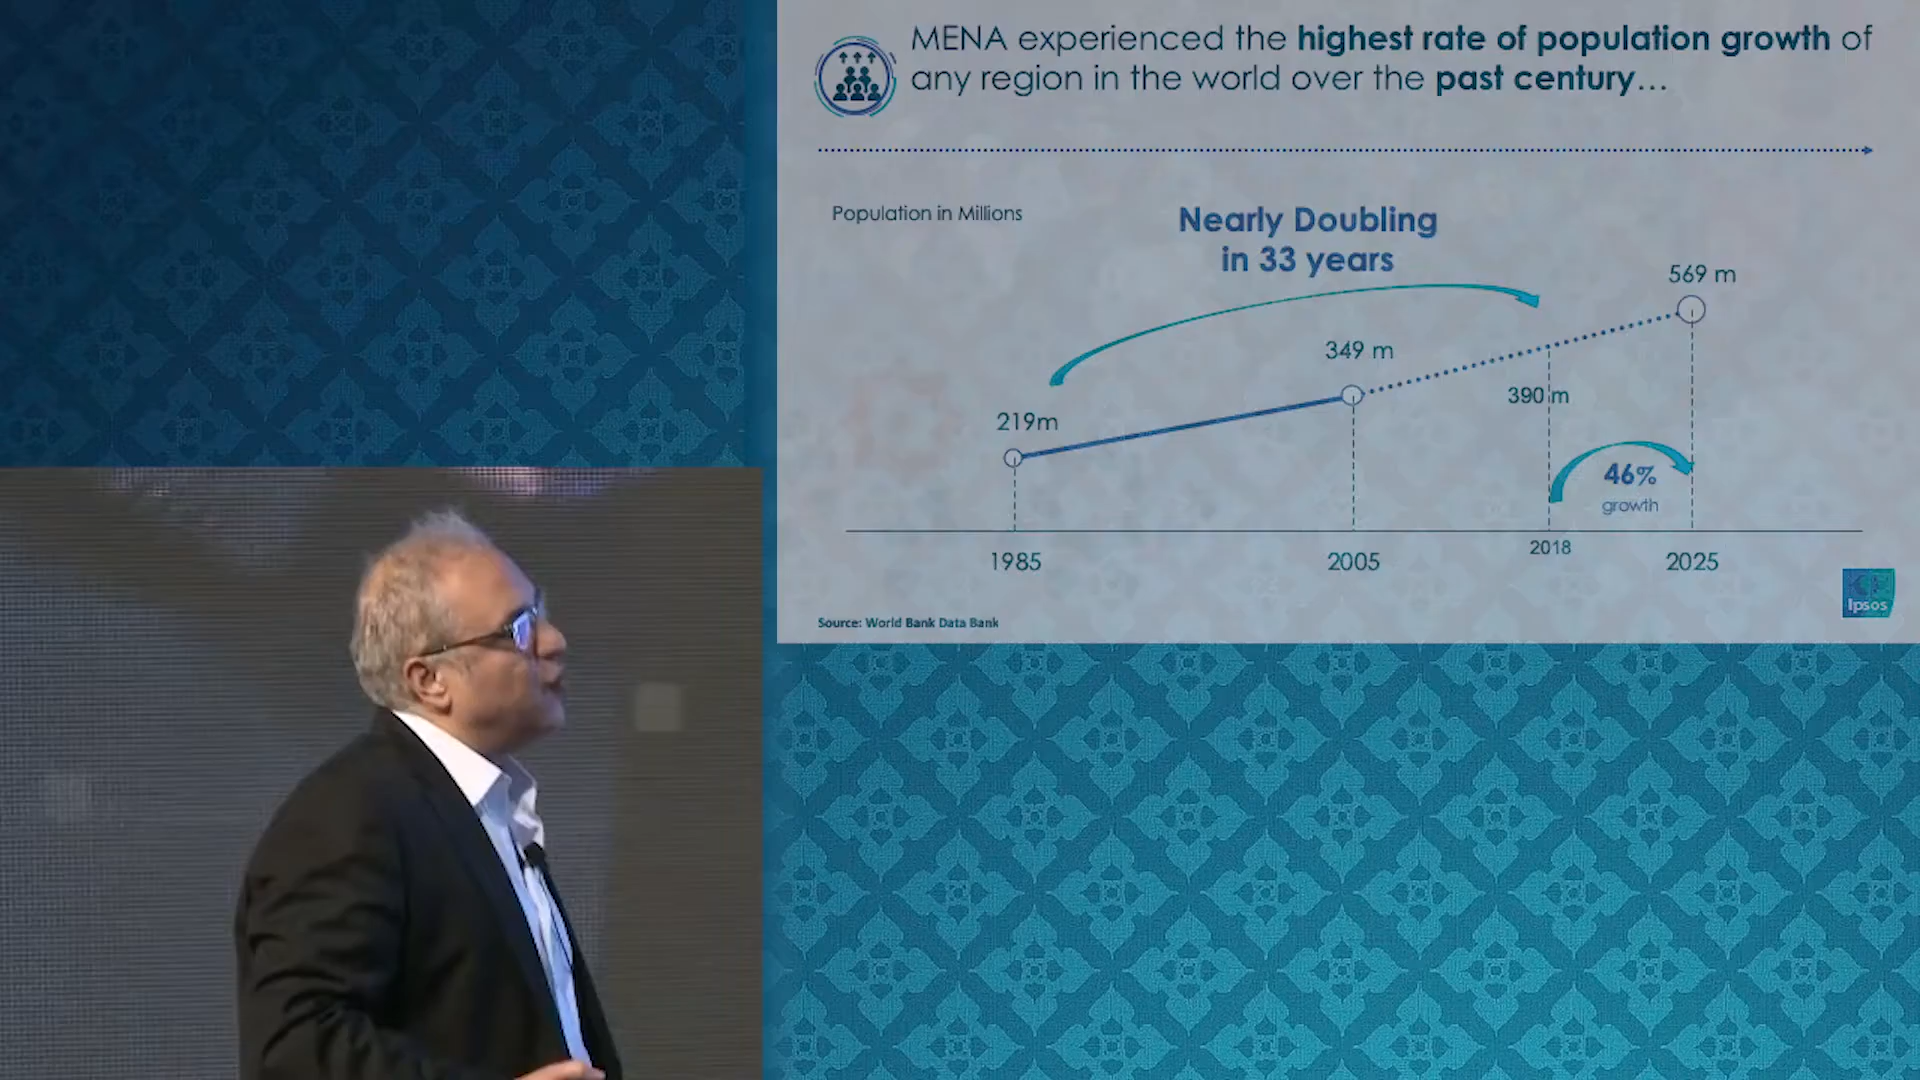 MENA experienced the highest rate of population growth of
any region in the world over the past century...
Population in Millions
Nearly Doubling
in 33 years
569 m
349 m
390 m
219m
46%
growth
1985
2005
2018
2025
Source: World Bank Data Bank
Ipsos